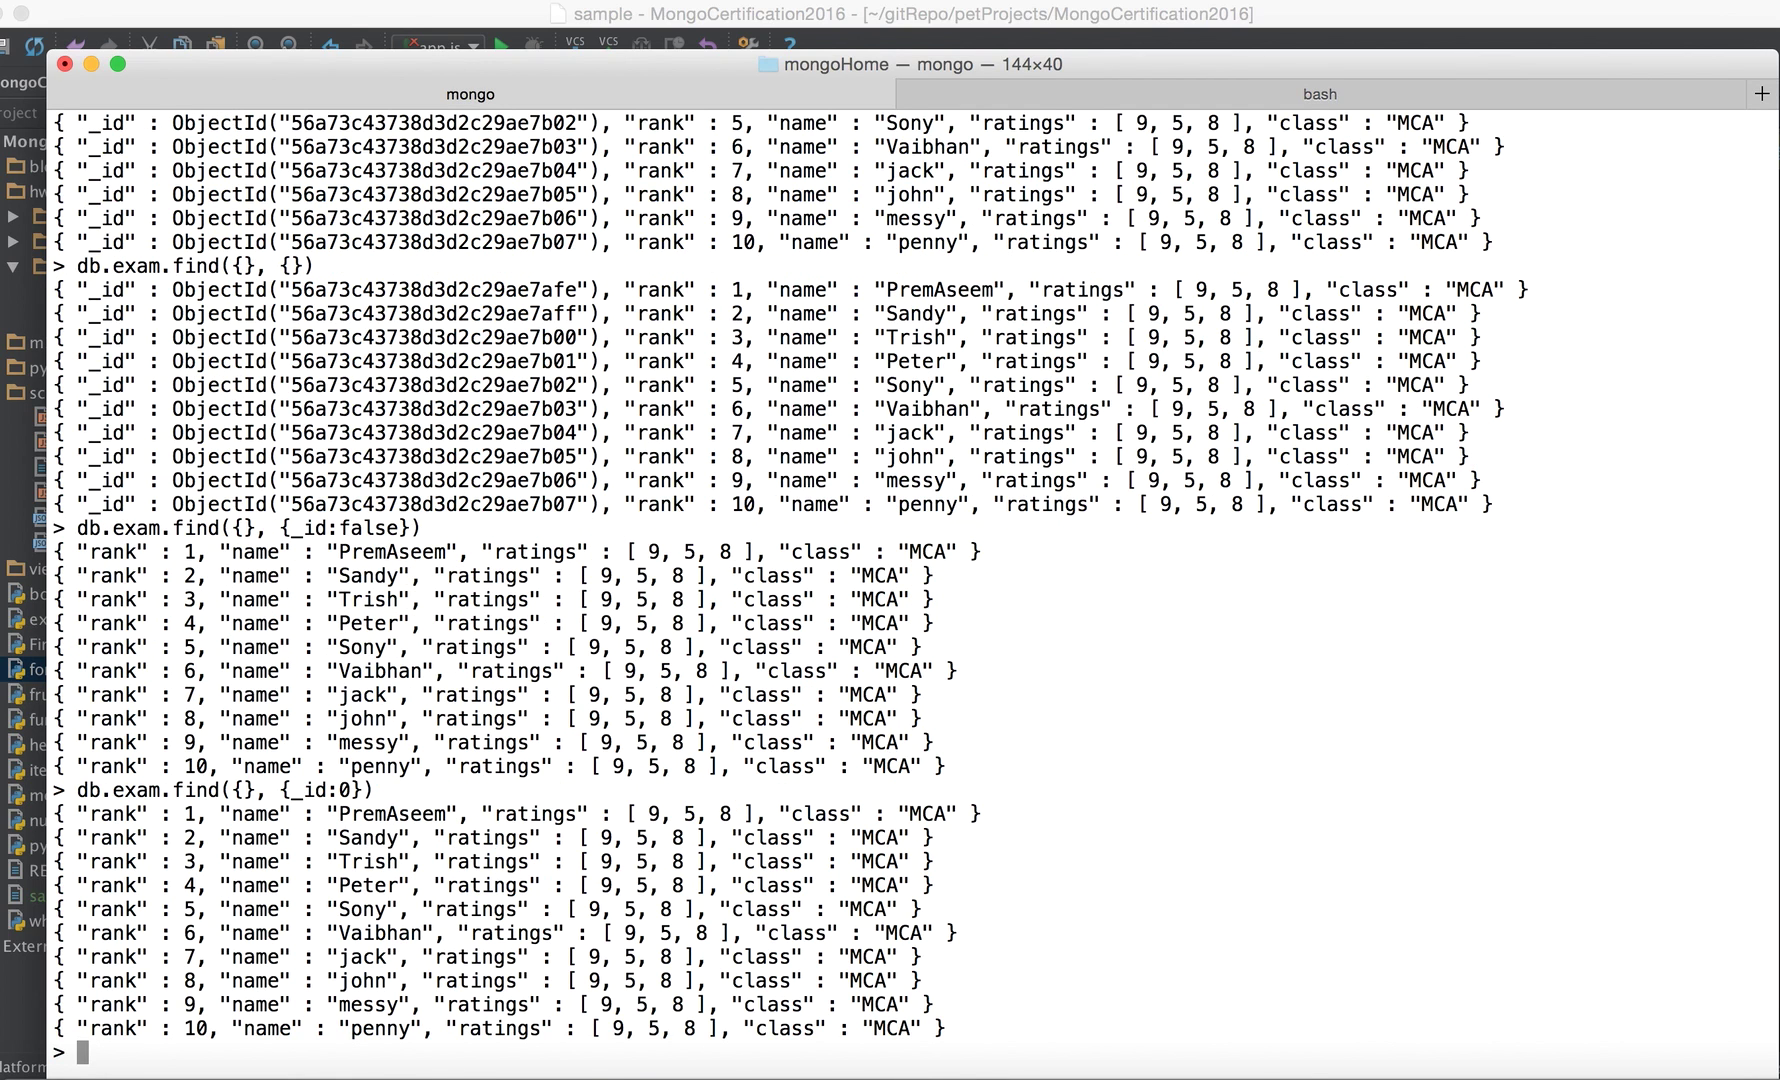 sample - MongoCertification2016 - [~/gitRepo/petProjects/MongoCertification2016]
app.js
VCS VCS ?
mongoHome — mongo — 144×40
mongo bash +
{ "_id" : ObjectId("56a73c43738d3d2c29ae7b02"), "rank" : 5, "name" : "Sony", "ratings" : [ 9, 5, 8 ], "class" : "MCA" }
{ "_id" : ObjectId("56a73c43738d3d2c29ae7b03"), "rank" : 6, "name" : "Vaibhan", "ratings" : [ 9, 5, 8 ], "class" : "MCA" }
{ "_id" : ObjectId("56a73c43738d3d2c29ae7b04"), "rank" : 7, "name" : "jack", "ratings" : [ 9, 5, 8 ], "class" : "MCA" }
{ "_id" : ObjectId("56a73c43738d3d2c29ae7b05"), "rank" : 8, "name" : "john", "ratings" : [ 9, 5, 8 ], "class" : "MCA" }
{ "_id" : ObjectId("56a73c43738d3d2c29ae7b06"), "rank" : 9, "name" : "messy", "ratings" : [ 9, 5, 8 ], "class" : "MCA" }
{ "_id" : ObjectId("56a73c43738d3d2c29ae7b07"), "rank" : 10, "name" : "penny", "ratings" : [ 9, 5, 8 ], "class" : "MCA" }
> db.exam.find({}, {})
{ "_id" : ObjectId("56a73c43738d3d2c29ae7afe"), "rank" : 1, "name" : "PremAseem", "ratings" : [ 9, 5, 8 ], "class" : "MCA" }
{ "_id" : ObjectId("56a73c43738d3d2c29ae7aff"), "rank" : 2, "name" : "Sandy", "ratings" : [ 9, 5, 8 ], "class" : "MCA" }
{ "_id" : ObjectId("56a73c43738d3d2c29ae7b00"), "rank" : 3, "name" : "Trish", "ratings" : [ 9, 5, 8 ], "class" : "MCA" }
{ "_id" : ObjectId("56a73c43738d3d2c29ae7b01"), "rank" : 4, "name" : "Peter", "ratings" : [ 9, 5, 8 ], "class" : "MCA" }
{ "_id" : ObjectId("56a73c43738d3d2c29ae7b02"), "rank" : 5, "name" : "Sony", "ratings" : [ 9, 5, 8 ], "class" : "MCA" }
{ "_id" : ObjectId("56a73c43738d3d2c29ae7b03"), "rank" : 6, "name" : "Vaibhan", "ratings" : [ 9, 5, 8 ], "class" : "MCA" }
{ "_id" : ObjectId("56a73c43738d3d2c29ae7b04"), "rank" : 7, "name" : "jack", "ratings" : [ 9, 5, 8 ], "class" : "MCA" }
{ "_id" : ObjectId("56a73c43738d3d2c29ae7b05"), "rank" : 8, "name" : "john", "ratings" : [ 9, 5, 8 ], "class" : "MCA" }
{ "_id" : ObjectId("56a73c43738d3d2c29ae7b06"), "rank" : 9, "name" : "messy", "ratings" : [ 9, 5, 8 ], "class" : "MCA" }
{ "_id" : ObjectId("56a73c43738d3d2c29ae7b07"), "rank" : 10, "name" : "penny", "ratings" : [ 9, 5, 8 ], "class" : "MCA" }
> db.exam.find({}, {_id:false})
{ "rank" : 1, "name" : "PremAseem", "ratings" : [ 9, 5, 8 ], "class" : "MCA" }
{ "rank" : 2, "name" : "Sandy", "ratings" : [ 9, 5, 8 ], "class" : "MCA" }
{ "rank" : 3, "name" : "Trish", "ratings" : [ 9, 5, 8 ], "class" : "MCA" }
{ "rank" : 4, "name" : "Peter", "ratings" : [ 9, 5, 8 ], "class" : "MCA" }
{ "rank" : 5, "name" : "Sony", "ratings" : [ 9, 5, 8 ], "class" : "MCA" }
{ "rank" : 6, "name" : "Vaibhan", "ratings" : [ 9, 5, 8 ], "class" : "MCA" }
{ "rank" : 7, "name" : "jack", "ratings" : [ 9, 5, 8 ], "class" : "MCA" }
{ "rank" : 8, "name" : "john", "ratings" : [ 9, 5, 8 ], "class" : "MCA" }
{ "rank" : 9, "name" : "messy", "ratings" : [ 9, 5, 8 ], "class" : "MCA" }
{ "rank" : 10, "name" : "penny", "ratings" : [ 9, 5, 8 ], "class" : "MCA" }
> db.exam.find({}, {_id:0})
{ "rank" : 1, "name" : "PremAseem", "ratings" : [ 9, 5, 8 ], "class" : "MCA" }
{ "rank" : 2, "name" : "Sandy", "ratings" : [ 9, 5, 8 ], "class" : "MCA" }
{ "rank" : 3, "name" : "Trish", "ratings" : [ 9, 5, 8 ], "class" : "MCA" }
{ "rank" : 4, "name" : "Peter", "ratings" : [ 9, 5, 8 ], "class" : "MCA" }
{ "rank" : 5, "name" : "Sony", "ratings" : [ 9, 5, 8 ], "class" : "MCA" }
{ "rank" : 6, "name" : "Vaibhan", "ratings" : [ 9, 5, 8 ], "class" : "MCA" }
{ "rank" : 7, "name" : "jack", "ratings" : [ 9, 5, 8 ], "class" : "MCA" }
{ "rank" : 8, "name" : "john", "ratings" : [ 9, 5, 8 ], "class" : "MCA" }
{ "rank" : 9, "name" : "messy", "ratings" : [ 9, 5, 8 ], "class" : "MCA" }
{ "rank" : 10, "name" : "penny", "ratings" : [ 9, 5, 8 ], "class" : "MCA" }
>